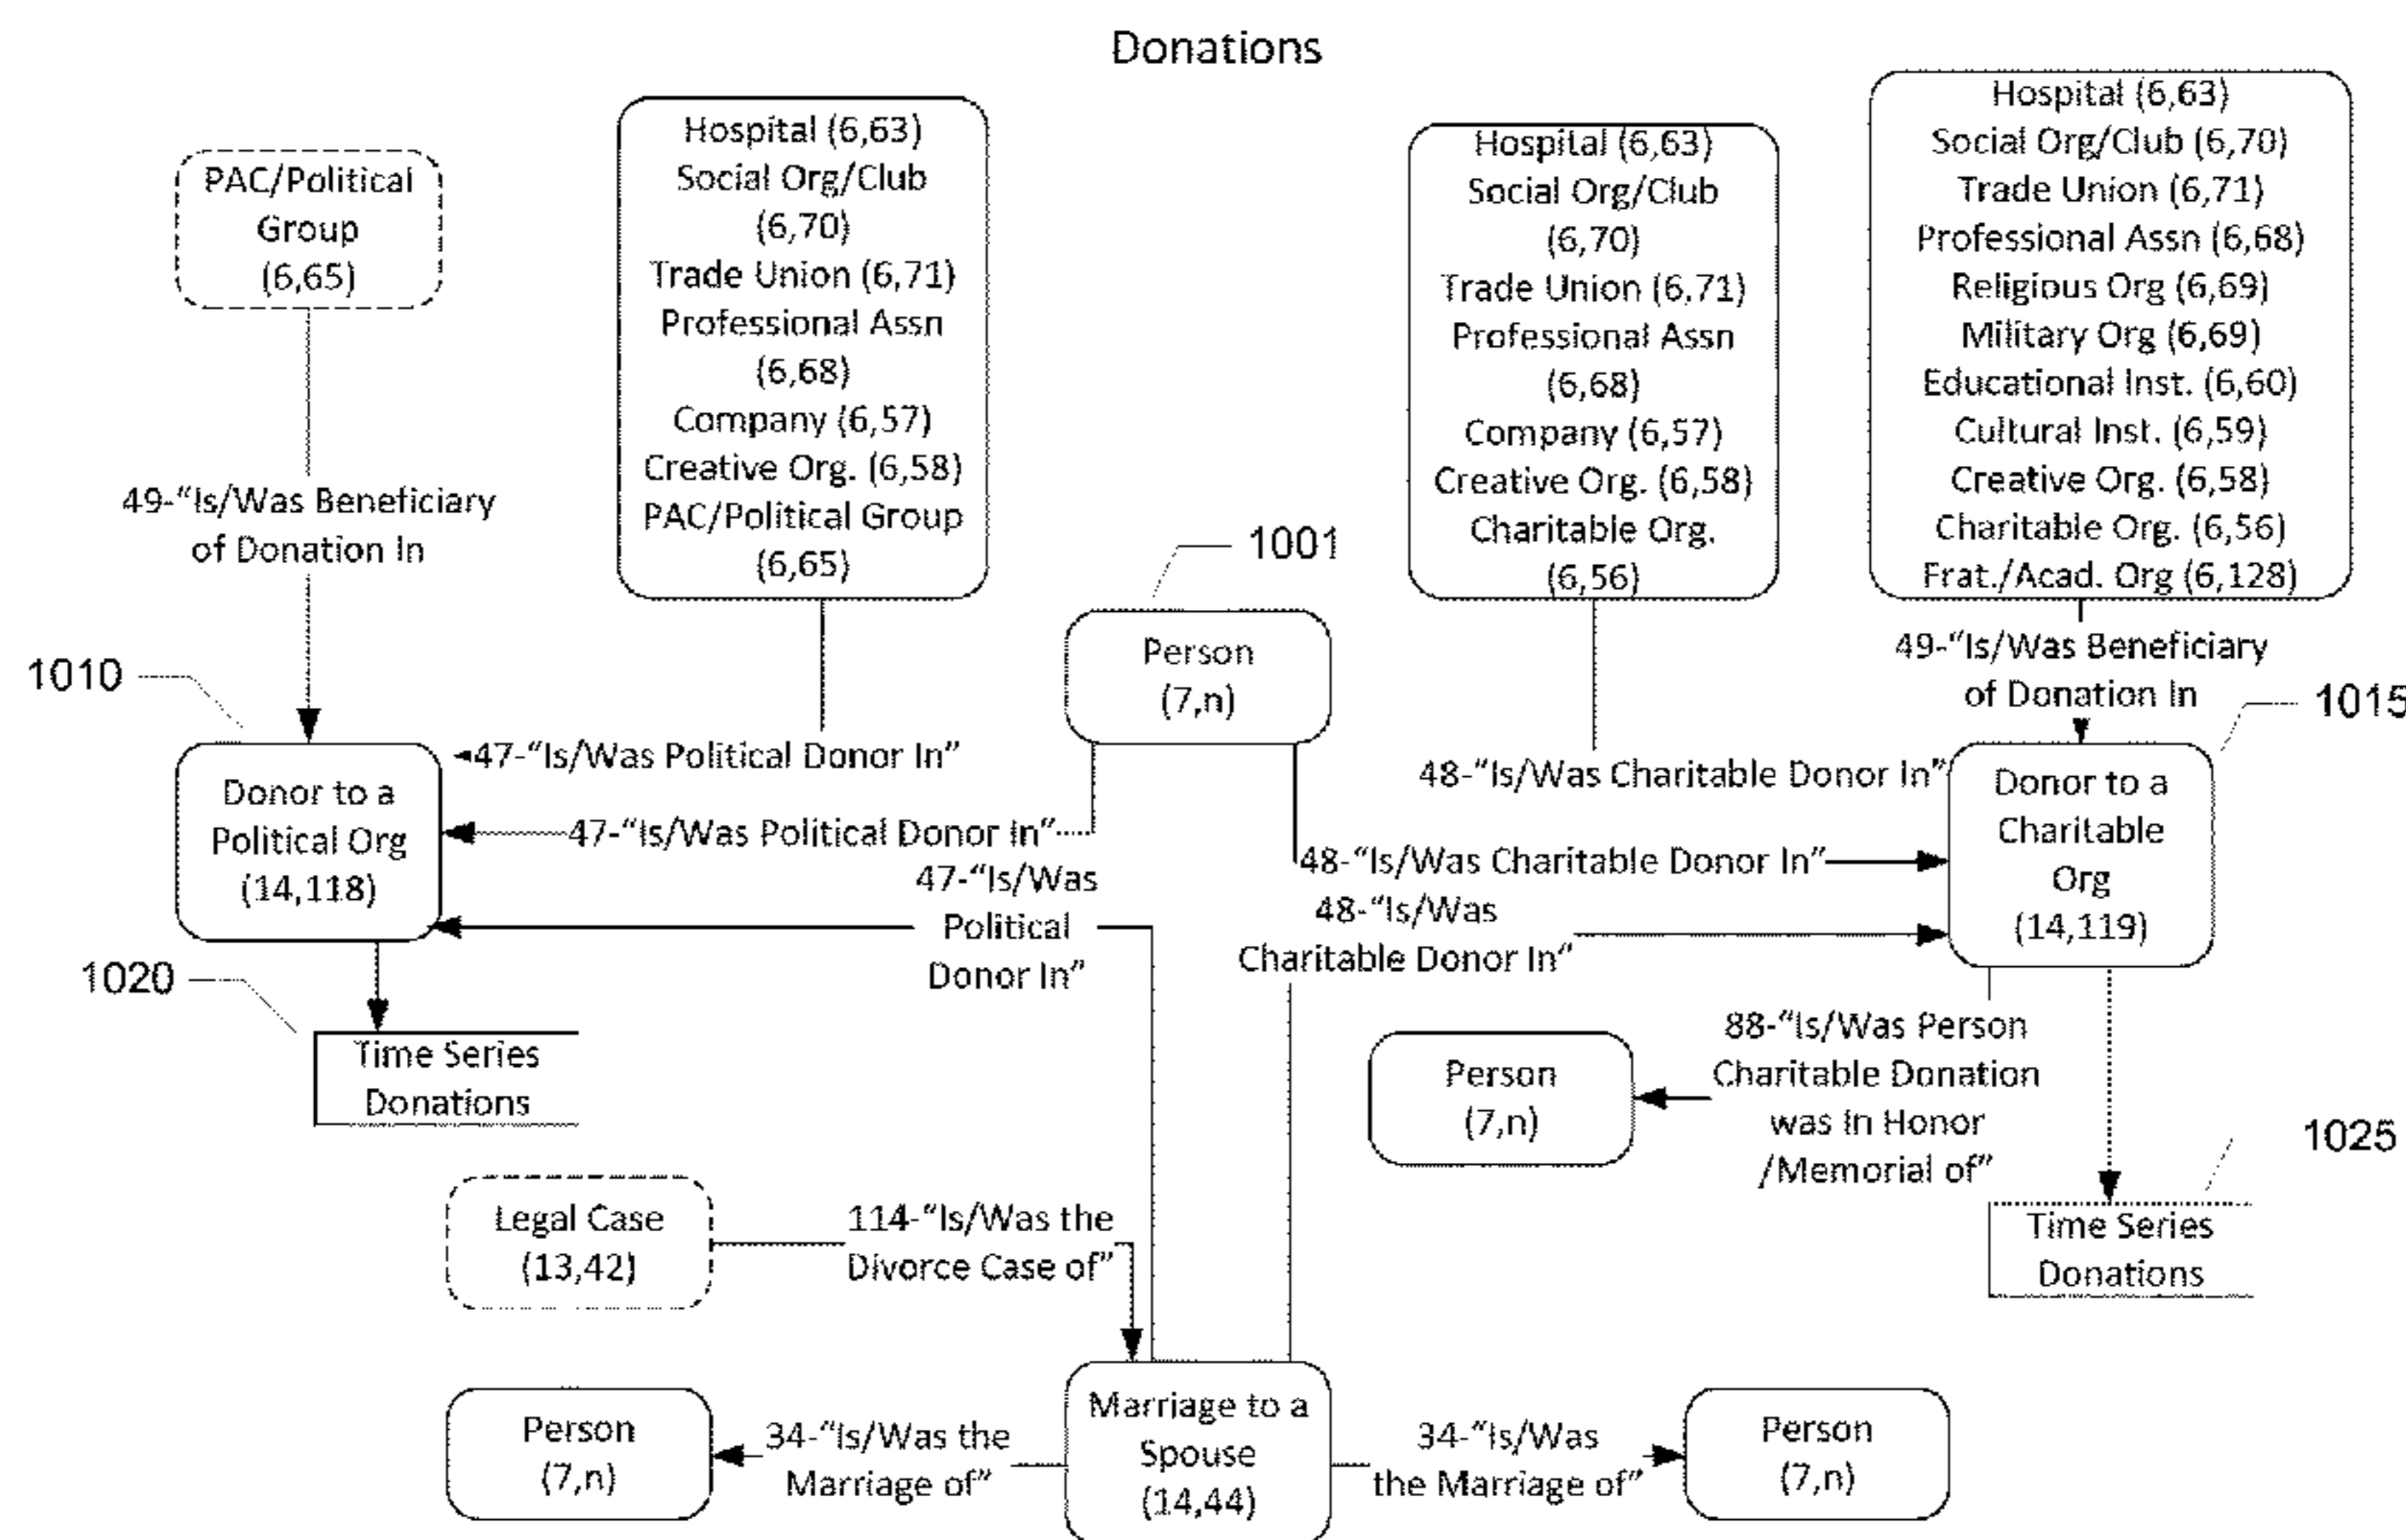 Donations
PAC/Political
Group
(6,65)
Hospital (6,63)
Social Org/Club
(6,70)
Trade Union (6,71)
Professional Assn
(6,68)
Company (6,57)
Creative Org. (6,58)
PAC/Political Group
(6,65)
Hospital (6,63)
Social Org/Club
(6,70)
Trade Union (6,71)
Professional Assn
(6,68)
Company (6,57)
Creative Org. (6,58)
Charitable Org.
(6,56)
Hospital (6,63)
Social Org/Club (6,70)
Trade Union (6,71)
Professional Assn (6,68)
Religious Org (6,69)
Military Org (6,69)
Educational Inst. (6,60)
Cultural Inst. (6,59)
Creative Org. (6,58)
Charitable Org. (6,56)
Frat./Acad. Org (6,128)
49-“Is/Was Beneficiary
of Donation In
1001
Person
(7,n)
49-“Is/Was Beneficiary
of Donation In
1010
1015
47-“Is/Was Political Donor In”
48-“Is/Was Charitable Donor In”
Donor to a
Political Org
(14,118)
Donor to a
Charitable
Org
(14,119)
47-“Is/Was Political Donor In”
48-“Is/Was Charitable Donor In”
47-“Is/Was
Political
Donor In”
48-“Is/Was
Charitable Donor In”
1020
Time Series
Donations
Person
(7,n)
88-“Is/Was Person
Charitable Donation
was In Honor
/Memorial of”
1025
Time Series
Donations
Legal Case
(13,42)
114-“Is/Was the
Divorce Case of”
Person
(7,n)
34-“Is/Was the
Marriage of”
Marriage to a
Spouse
(14,44)
34-“Is/Was
the Marriage of”
Person
(7,n)